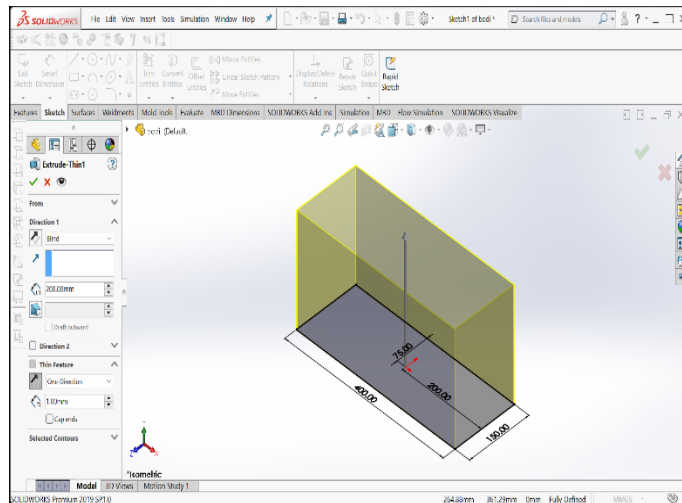 SOLIDWORKS File Edit View Insert Tools Simulation Window Help Sketch1 of bodi * Search files and models
Exit Sketch Smart Dimension Trim Entities Convert Entities Offset Entities Mirror Entities Linear Sketch Pattern Move Entities Display/Delete Relations Repair Sketch Quick Snaps Rapid Sketch
Features Sketch Surfaces Weldments Mold Tools Evaluate MBD Dimensions SOLIDWORKS Add Ins Simulation MBD Flow Simulation SOLIDWORKS Visualize
(Default..
Extrude-Thin1
From
Direction 1
Blind
200.00mm
Draft outward
Direction 2
Thin Feature
One-Direction
1.00mm
Cap ends
Selected Contours
75.00
200.00
400.00
150.00
*Isometric
Model 3D Views Motion Study 1
SOLIDWORKS Premium 2019 SP1.0 361.29mm 0mm Fully Defined MMGS